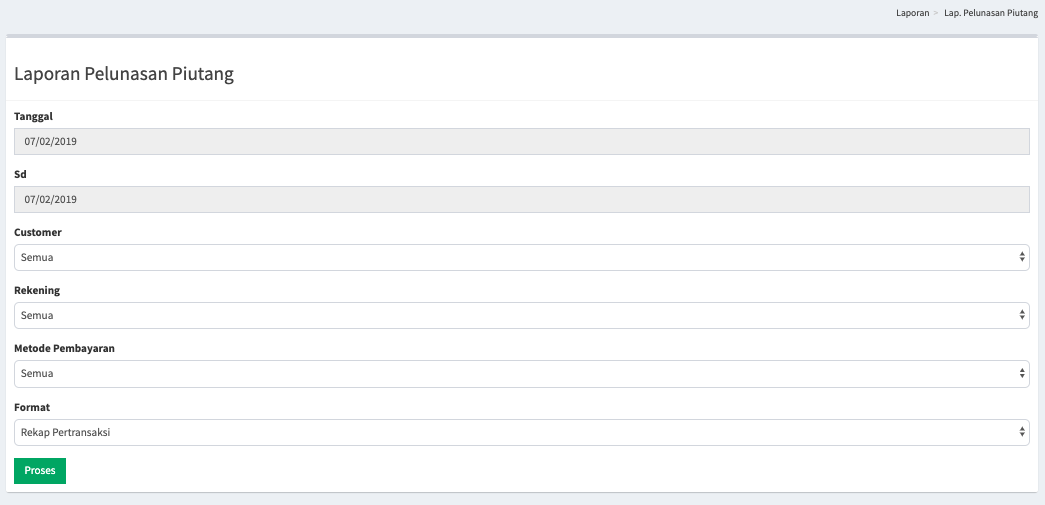 Laporan > Lap. Pelunasan Piutang
Laporan Pelunasan Piutang
Tanggal
07/02/2019
Sd
07/02/2019
Customer
Semua
Rekening
Semua
Metode Pembayaran
Semua
Format
Rekap Pertransaksi
Proses